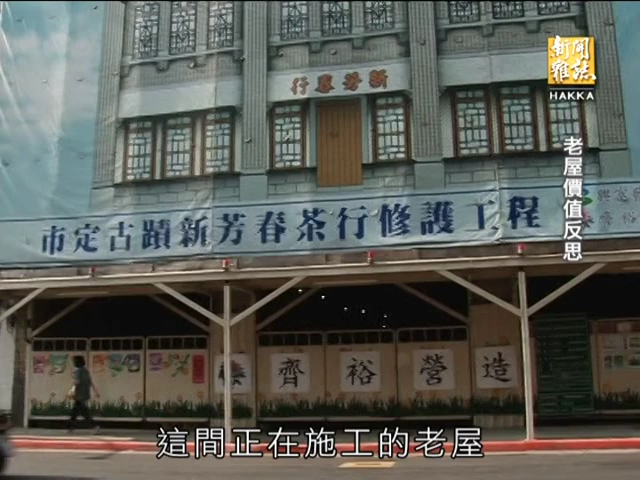 新聞
雜誌
HAKKA
老屋價值反思
新芳春行
市定古蹟新芳春茶行修護工程
齊裕營造
這間正在施工的老屋